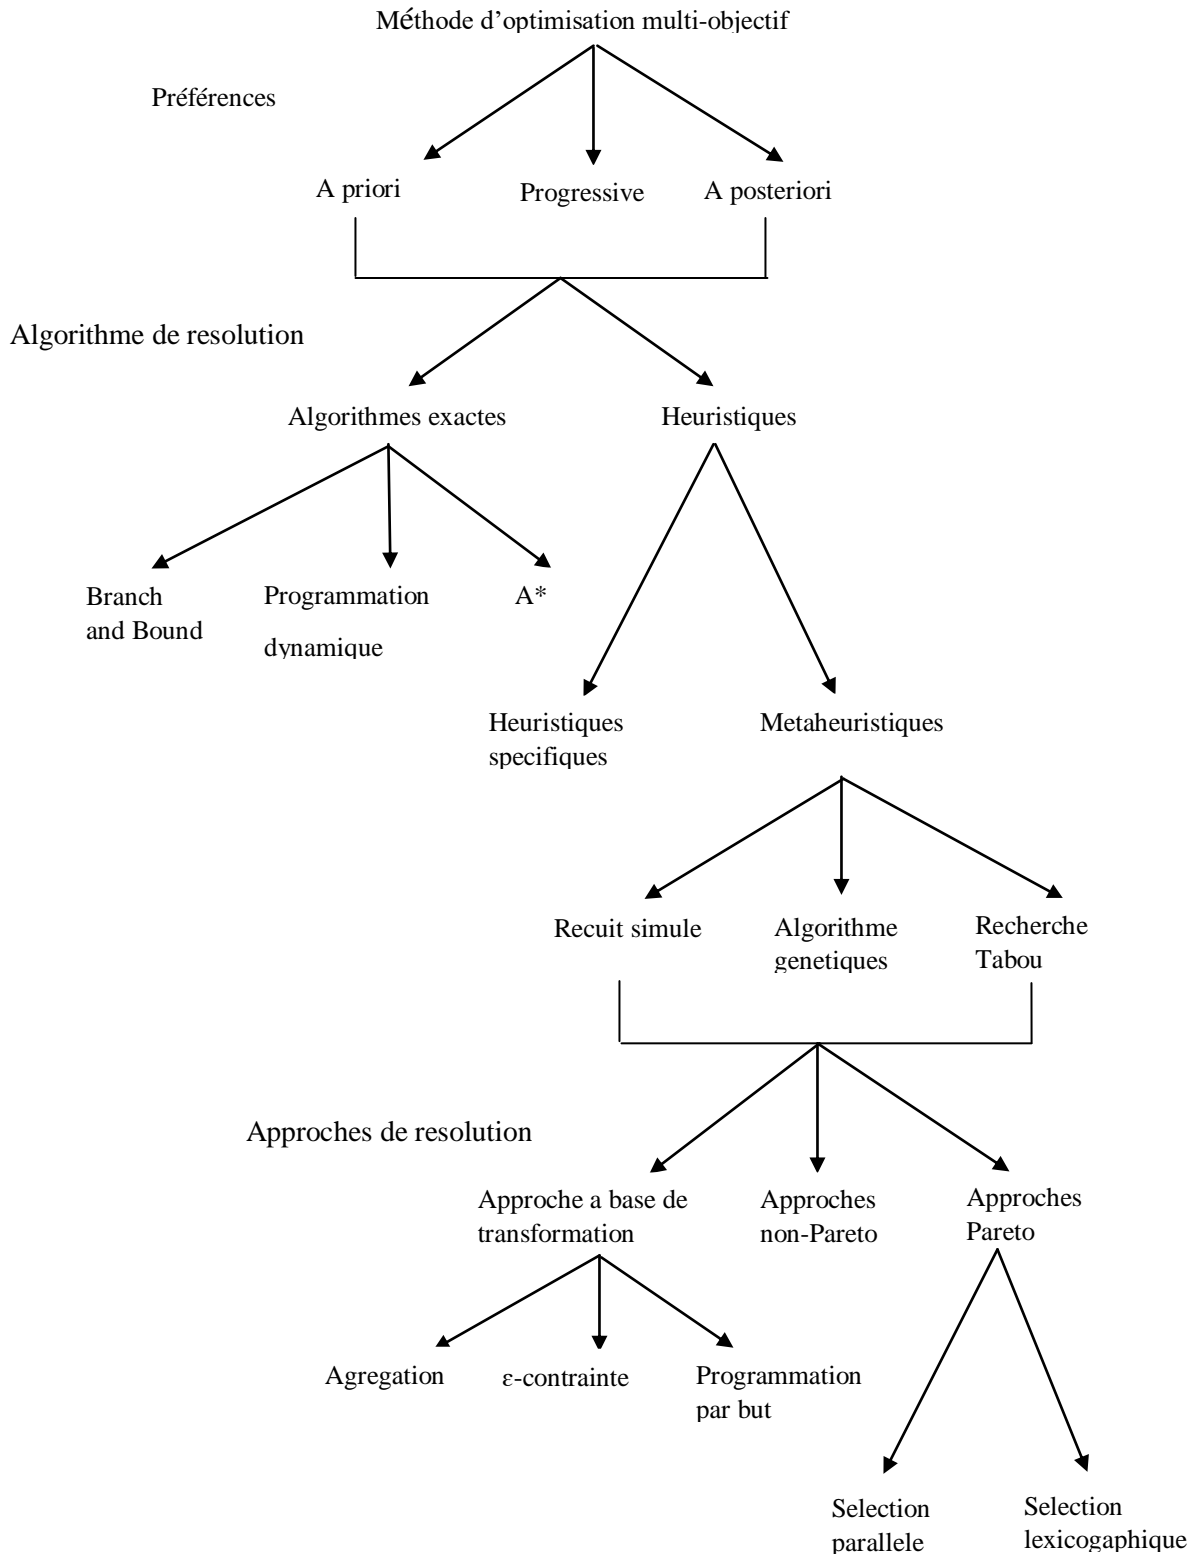 Méthode d'optimisation multi-objectif
Préférences
A priori
Progressive
A posteriori
Algorithme de resolution
Algorithmes exactes
Heuristiques
Branch
and Bound
Programmation
dynamique
A*
Heuristiques
specifiques
Metaheuristiques
Recuit simule
Algorithme
genetiques
Recherche
Tabou
Approches de resolution
Approche a base de
transformation
Approches
non-Pareto
Approches
Pareto
Agregation
ε-contrainte
Programmation
par but
Selection
parallele
Selection
lexicogaphique